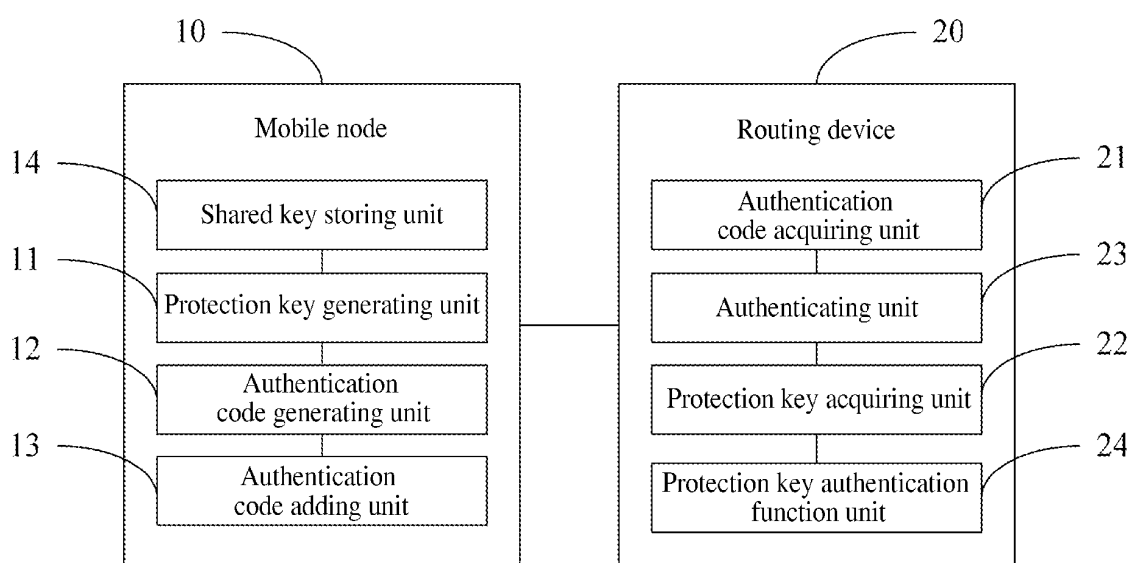 10
20
Mobile node
Routing device
14
Shared key storing unit
21
Authentication
code acquiring unit
11
Protection key generating unit
23
Authenticating unit
12
Authentication
code generating unit
22
Protection key acquiring unit
13
Authentication
code adding unit
24
Protection key authentication
function unit